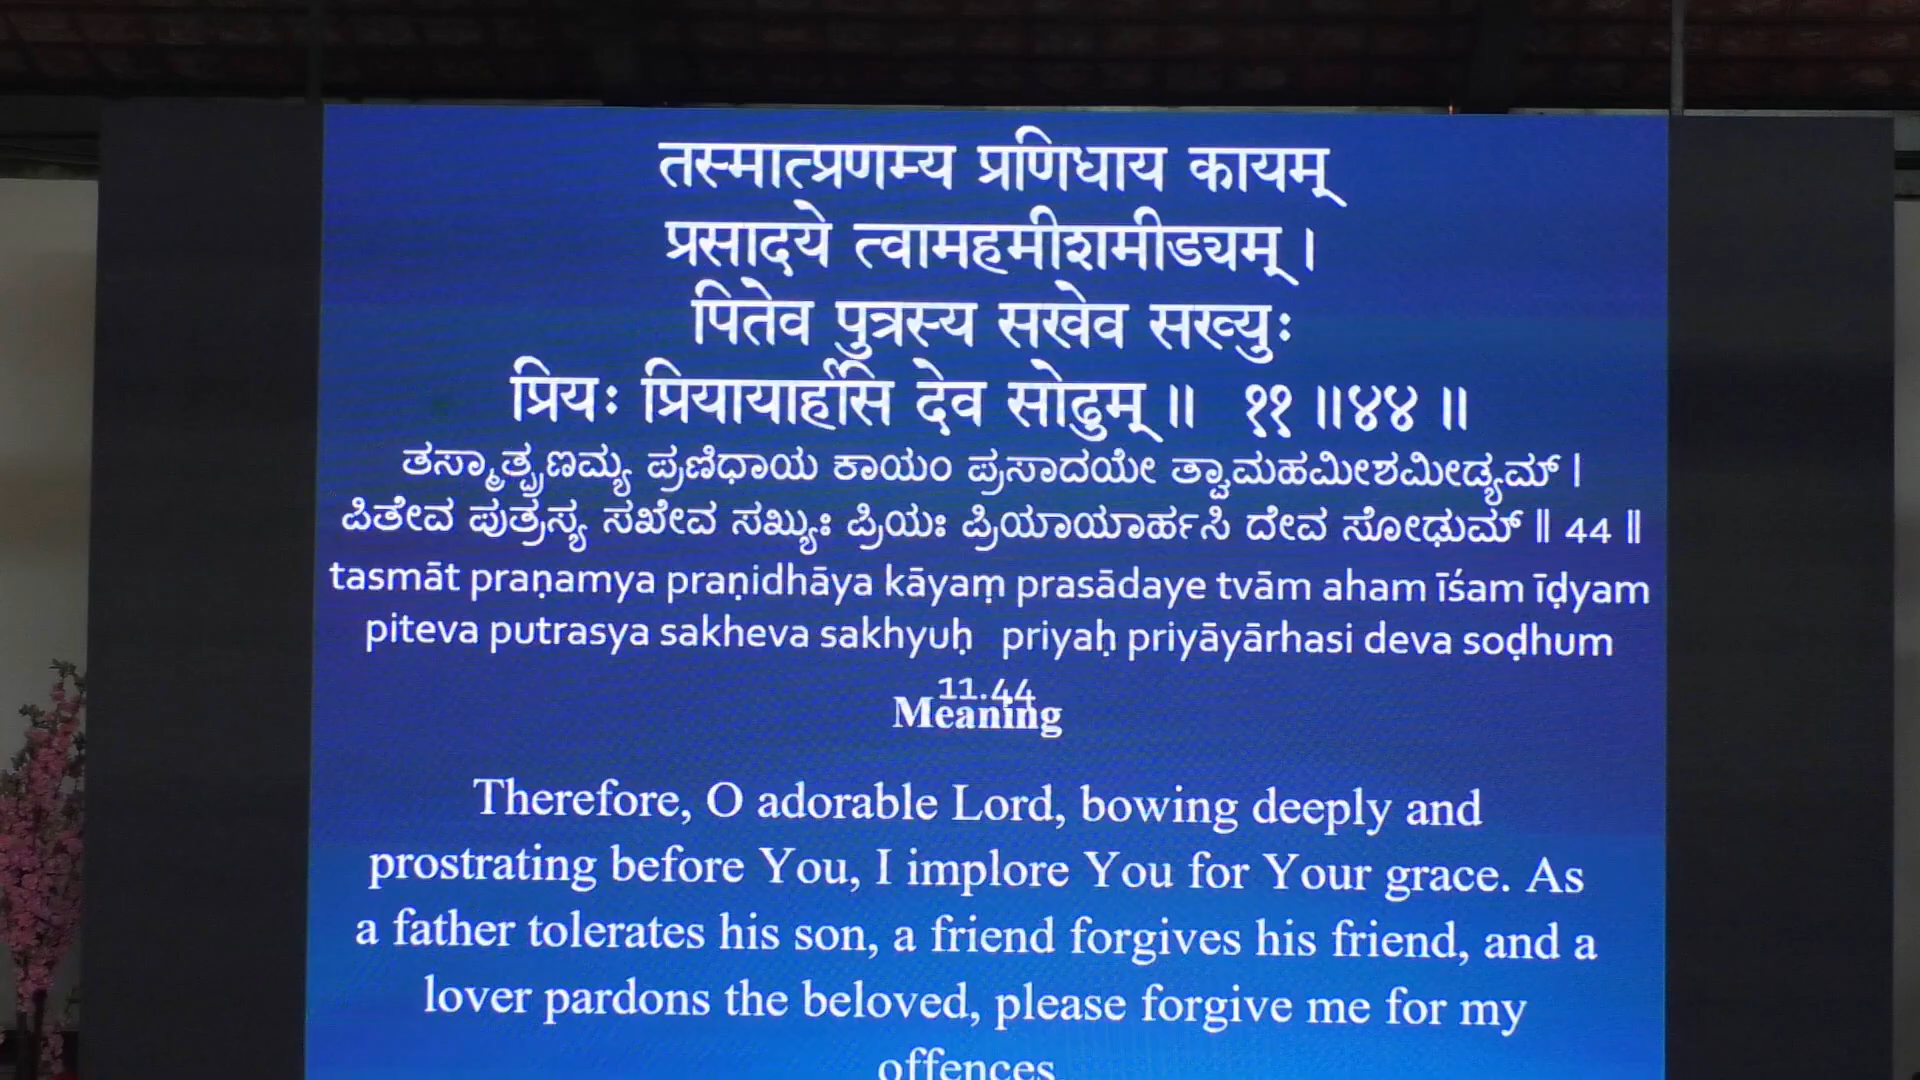 तस्मात्प्रणम्य प्रणिधाय कायम्
प्रसादये त्वामहमीशमीड्यम् ।
पितेव पुत्रस्य सखेव सख्युः
प्रियः प्रियायार्हसि देव सोढुम् ॥ ११ ॥४४ ॥
ತಸ್ಮಾತ್ಪ್ರಣಮ್ಯ ಪ್ರಣಿಧಾಯ ಕಾಯಂ ಪ್ರಸಾದಯೇ ತ್ವಾಮಹಮೀಶಮೀಡ್ಯಮ್ |
ಪಿತೇವ ಪುತ್ರಸ್ಯ ಸಖೇವ ಸಖ್ಯುಃ ಪ್ರಿಯಃ ಪ್ರಿಯಾಯಾರ್ಹಸಿ ದೇವ ಸೋಢುಮ್ || 44 ||
tasmāt praṇamya praṇidhāya kāyaṃ prasādaye tvām aham īśam īḍyam
piteva putrasya sakheva sakhyuḥ priyaḥ priyāyārhasi deva soḍhum
11.44
Meaning
Therefore, O adorable Lord, bowing deeply and
prostrating before You, I implore You for Your grace. As
a father tolerates his son, a friend forgives his friend, and a
lover pardons the beloved, please forgive me for my
offences